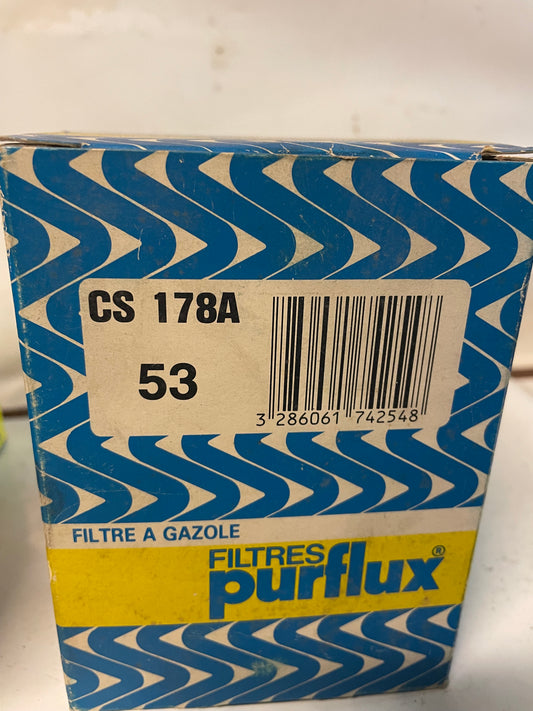 CS 178A
53
3 286061 742548
FILTRE A GAZOLE
FILTRES
purflux®